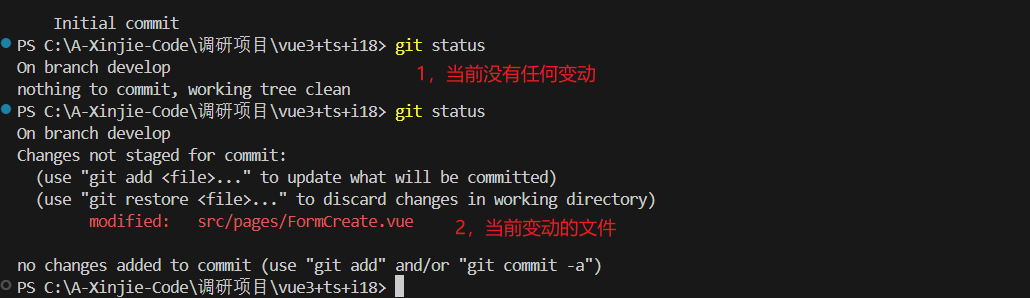 Initial commit
PS C:\A-Xinjie-Code\调研项目\vue3+ts+i18> git status
On branch develop
1，当前没有任何变动
nothing to commit, working tree clean
PS C:\A-Xinjie-Code\调研项目\vue3+ts+i18> git status
On branch develop
Changes not staged for commit:
(use "git add <file>..." to update what will be committed)
(use "git restore <file>..." to discard changes in working directory)
modified: src/pages/FormCreate.vue
2，当前变动的文件
no changes added to commit (use "git add" and/or "git commit -a")
PS C:\A-Xinjie-Code\调研项目\vue3+ts+i18>